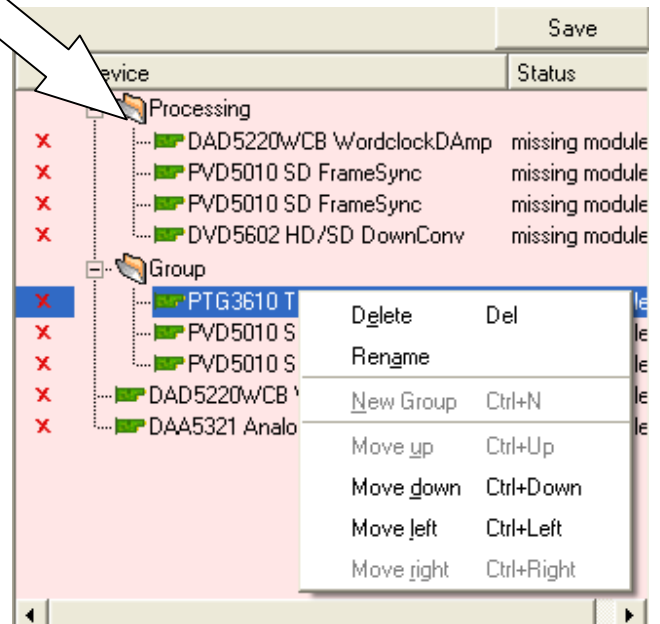 Save
Device Status
Processing
DAD5220WCB WordclockDAmp missing module
PVD5010 SD FrameSync missing module
PVD5010 SD FrameSync missing module
DVD5602 HD/SD DownConv missing module
Group
PTG3610 T
PVD5010 S
PVD5010 S
DAD5220WCB
DAA5321 Analo
Delete Del
Rename
New Group Ctrl+N
Move up Ctrl+Up
Move down Ctrl+Down
Move left Ctrl+Left
Move right Ctrl+Right